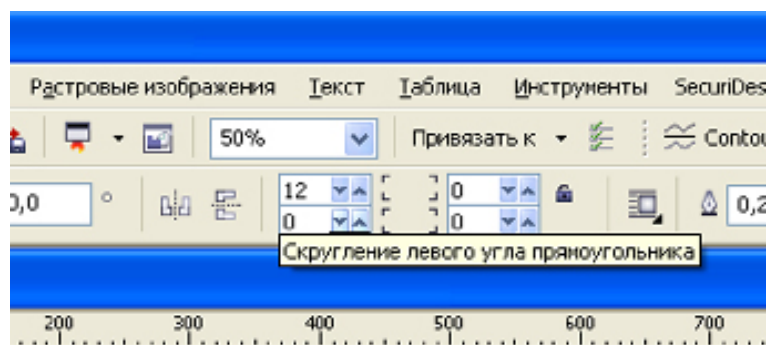 Растровые изображения Текст Таблица Инструменты SecuriDes
50% Привязать к Contou
0,0 ° 12 0 0,2
0 0
Скругление левого угла прямоугольника
200 300 400 500 600 700